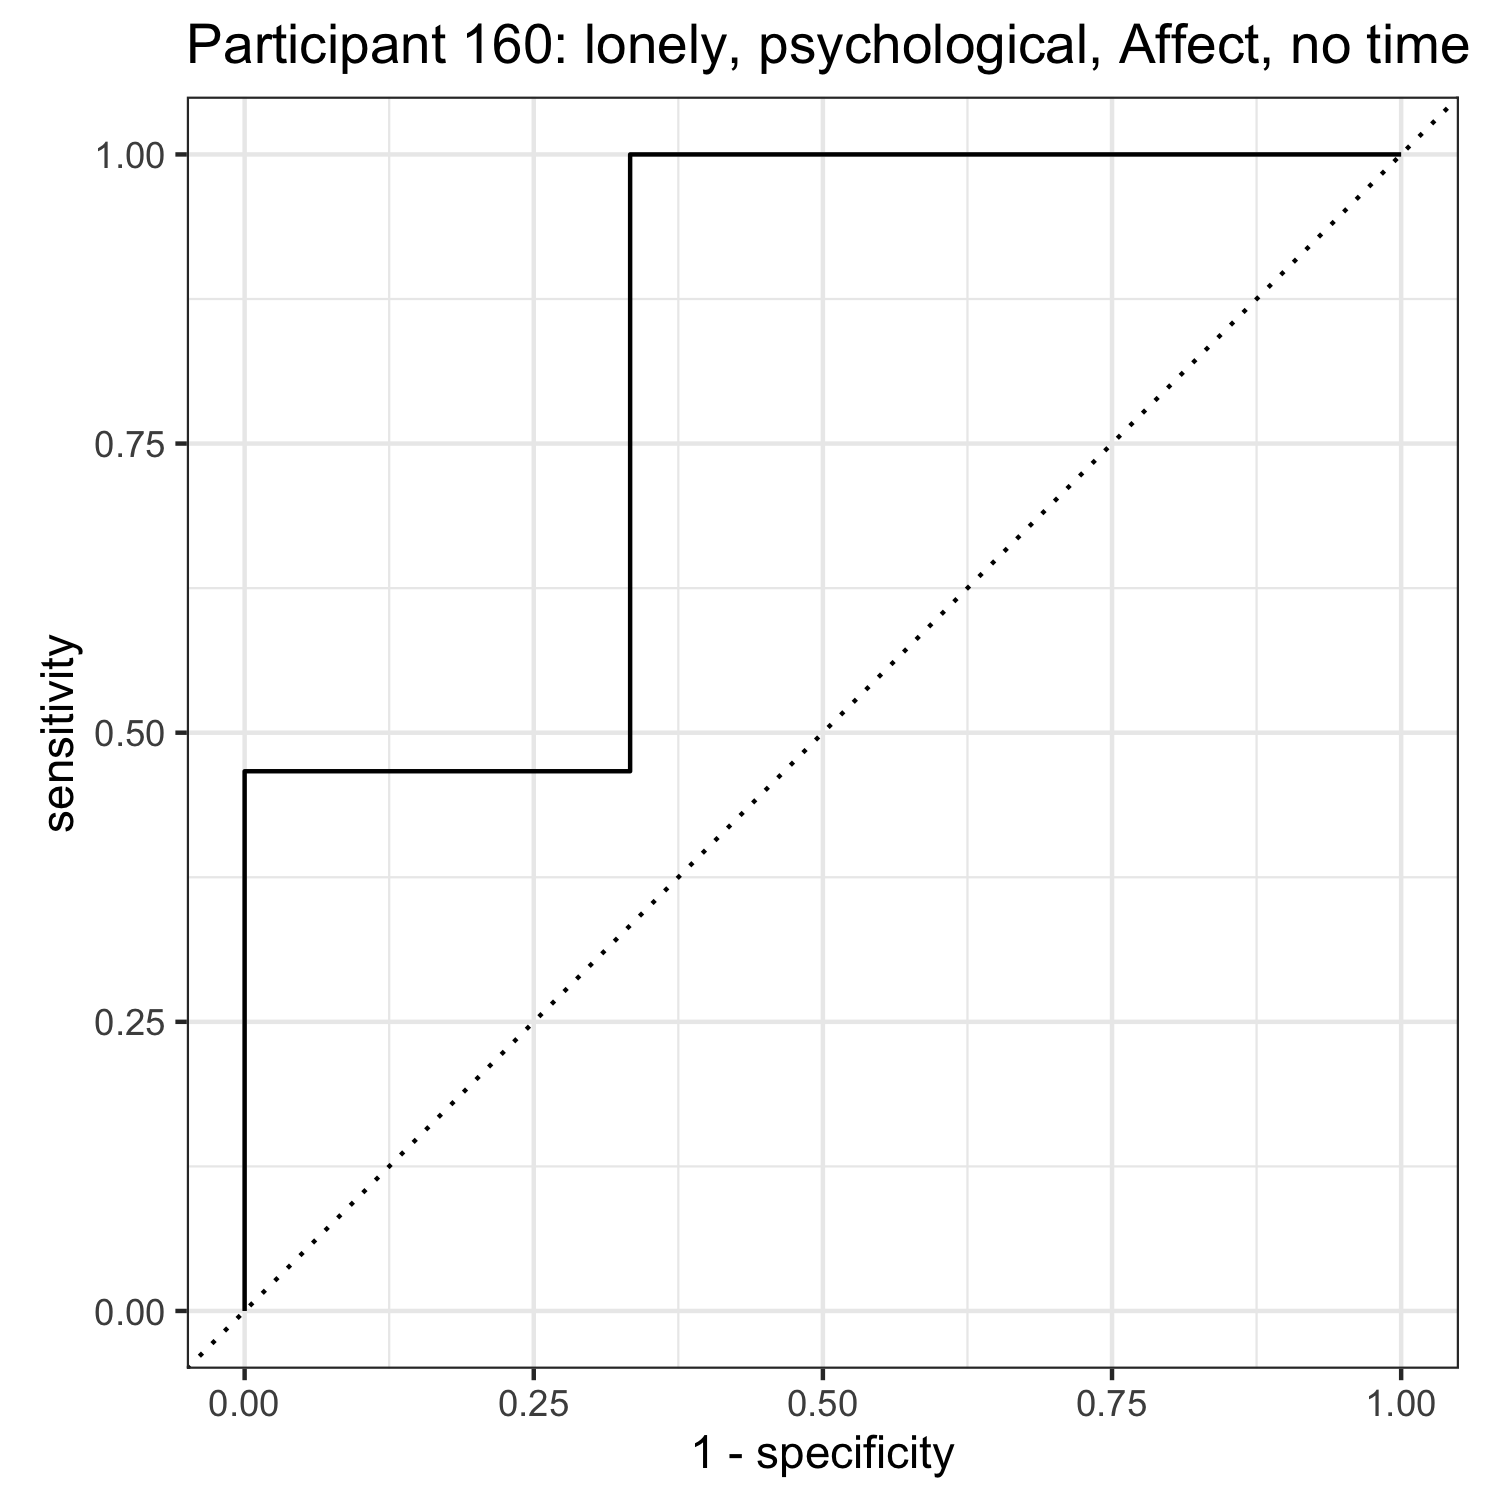 Participant 160: lonely, psychological, Affect, no time
1.00
0.75
0.50
0.25
0.00
sensitivity
0.00 0.25 0.50 0.75 1.00
1 - specificity